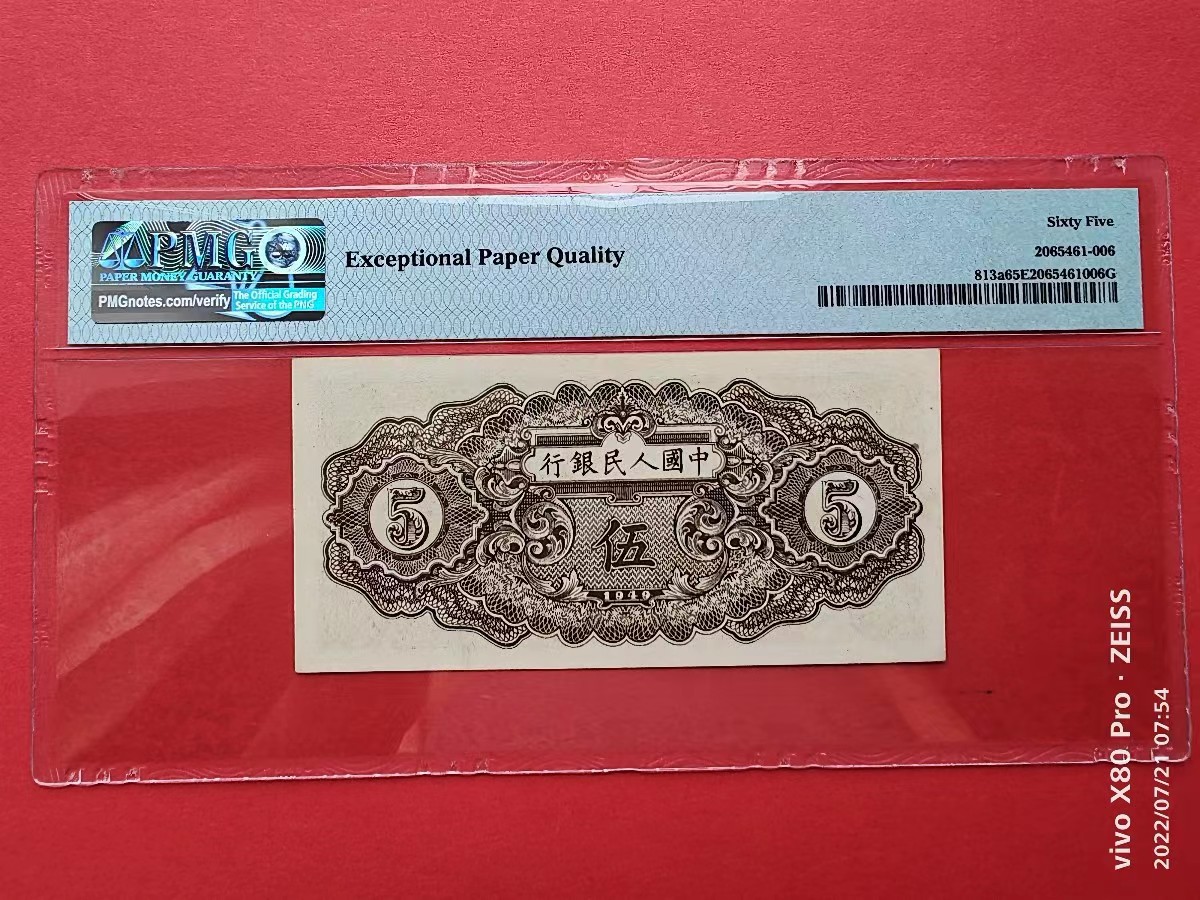 PMG
PAPER MONEY GUARANTY
PMGnotes.com/verify
The Official Grading
Service of the PNG
Exceptional Paper Quality
Sixty Five
2065461-006
813a65E2065461006G
行銀民人國中
5
伍
5
1949
vivo X80 Pro · ZEISS
2022/07/21 07:54